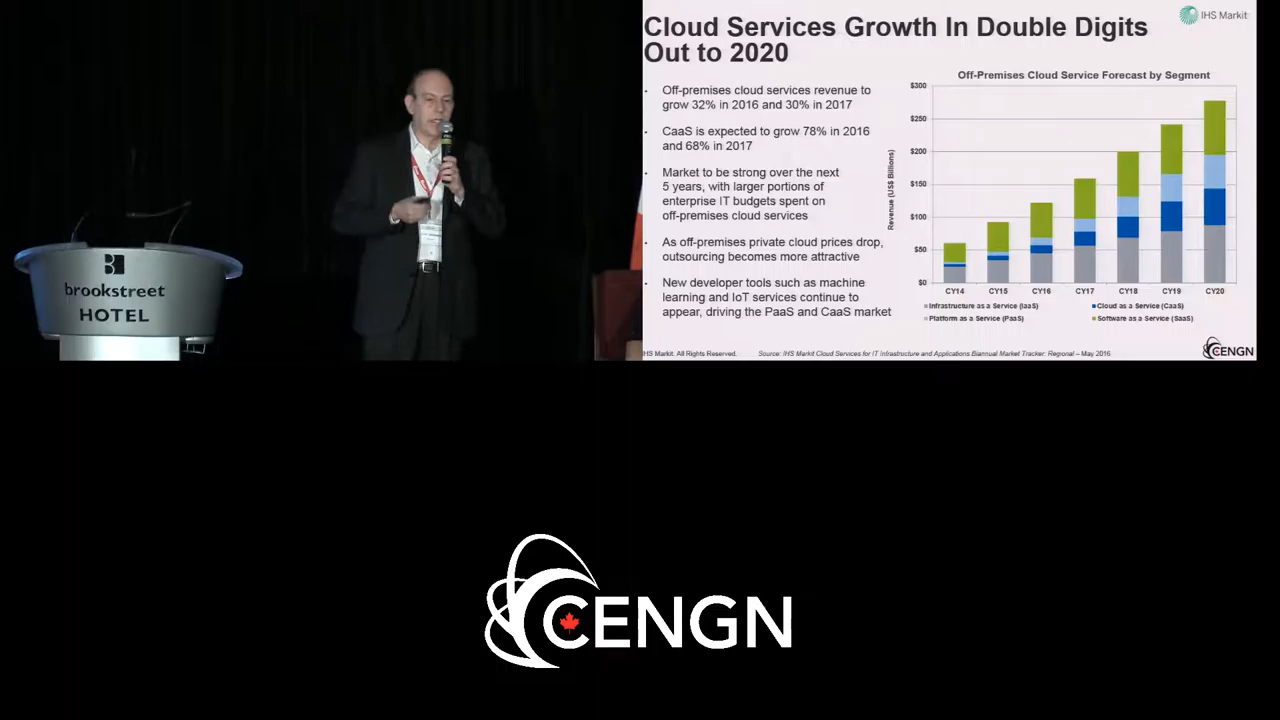 brookstreet
HOTEL
Cloud Services Growth In Double Digits
Out to 2020
IHS Markit
Off-premises cloud services revenue to
grow 32% in 2016 and 30% in 2017
CaaS is expected to grow 78% in 2016
and 68% in 2017
Market to be strong over the next
5 years, with larger portions of
enterprise IT budgets spent on
off-premises cloud services
As off-premises private cloud prices drop,
outsourcing becomes more attractive
New developer tools such as machine
learning and IoT services continue to
appear, driving the PaaS and CaaS market
Off-Premises Cloud Service Forecast by Segment
Revenue (US$ Billions)
$300
$250
$200
$150
$100
$50
$0
CY14 CY15 CY16 CY17 CY18 CY19 CY20
Infrastructure as a Service (IaaS) Cloud as a Service (CaaS)
Platform as a Service (PaaS) Software as a Service (SaaS)
IHS Markit. All Rights Reserved. Source: IHS Markit Cloud Services for IT Infrastructure and Applications Biannual Market Tracker: Regional – May 2016
CENGN
CENGN